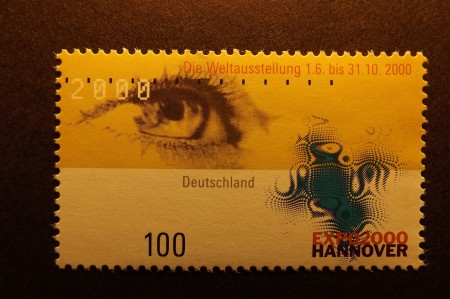 Die Weltausstellung 1.6. bis 31.10. 2000
2000
Deutschland
100
EXPO2000
HANNOVER